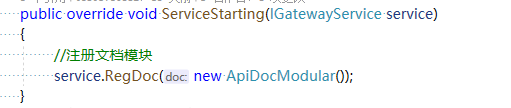 public override void ServiceStarting(IGatewayService service)
{
//注册文档模块
service.RegDoc(doc: new ApiDocModular());
}